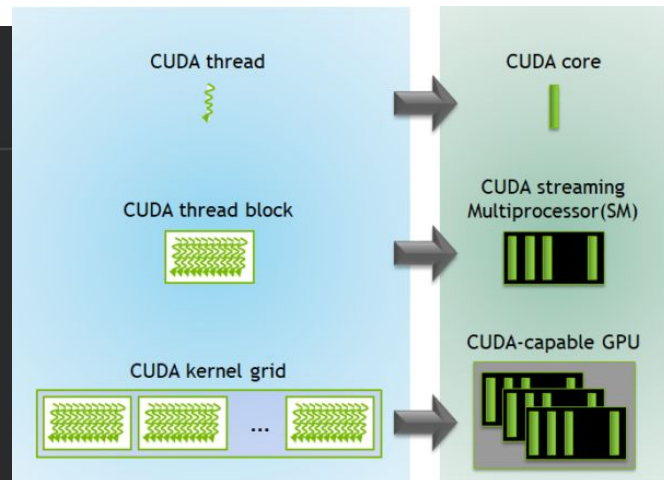 CUDA thread
CUDA core
CUDA thread block
CUDA streaming
Multiprocessor(SM)
CUDA kernel grid
...
CUDA-capable GPU